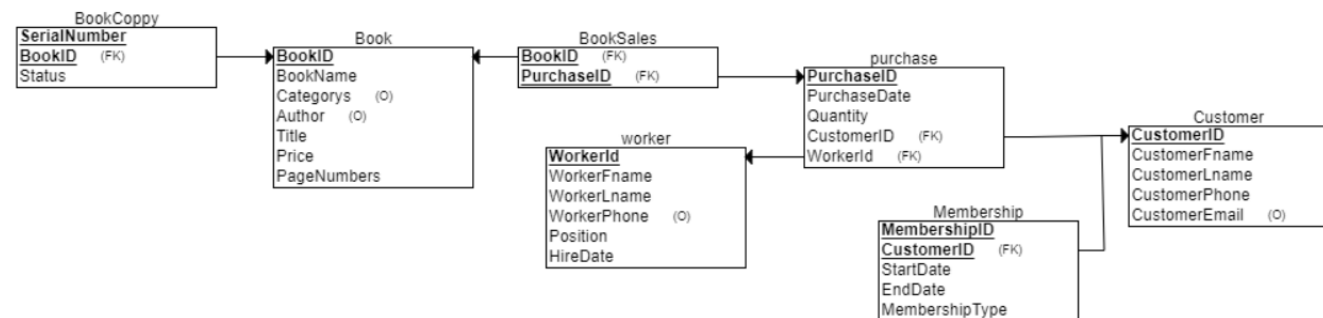 BookCoppy
SerialNumber
BookID (FK)
Status
Book
BookID
BookName
Categorys (O)
Author (O)
Title
Price
PageNumbers
BookSales
BookID (FK)
PurchaseID (FK)
purchase
PurchaseID
PurchaseDate
Quantity
CustomerID (FK)
WorkerId (FK)
worker
WorkerId
WorkerFname
WorkerLname
WorkerPhone (O)
Position
HireDate
Customer
CustomerID
CustomerFname
CustomerLname
CustomerPhone
CustomerEmail (O)
Membership
MembershipID
CustomerID (FK)
StartDate
EndDate
MembershipType